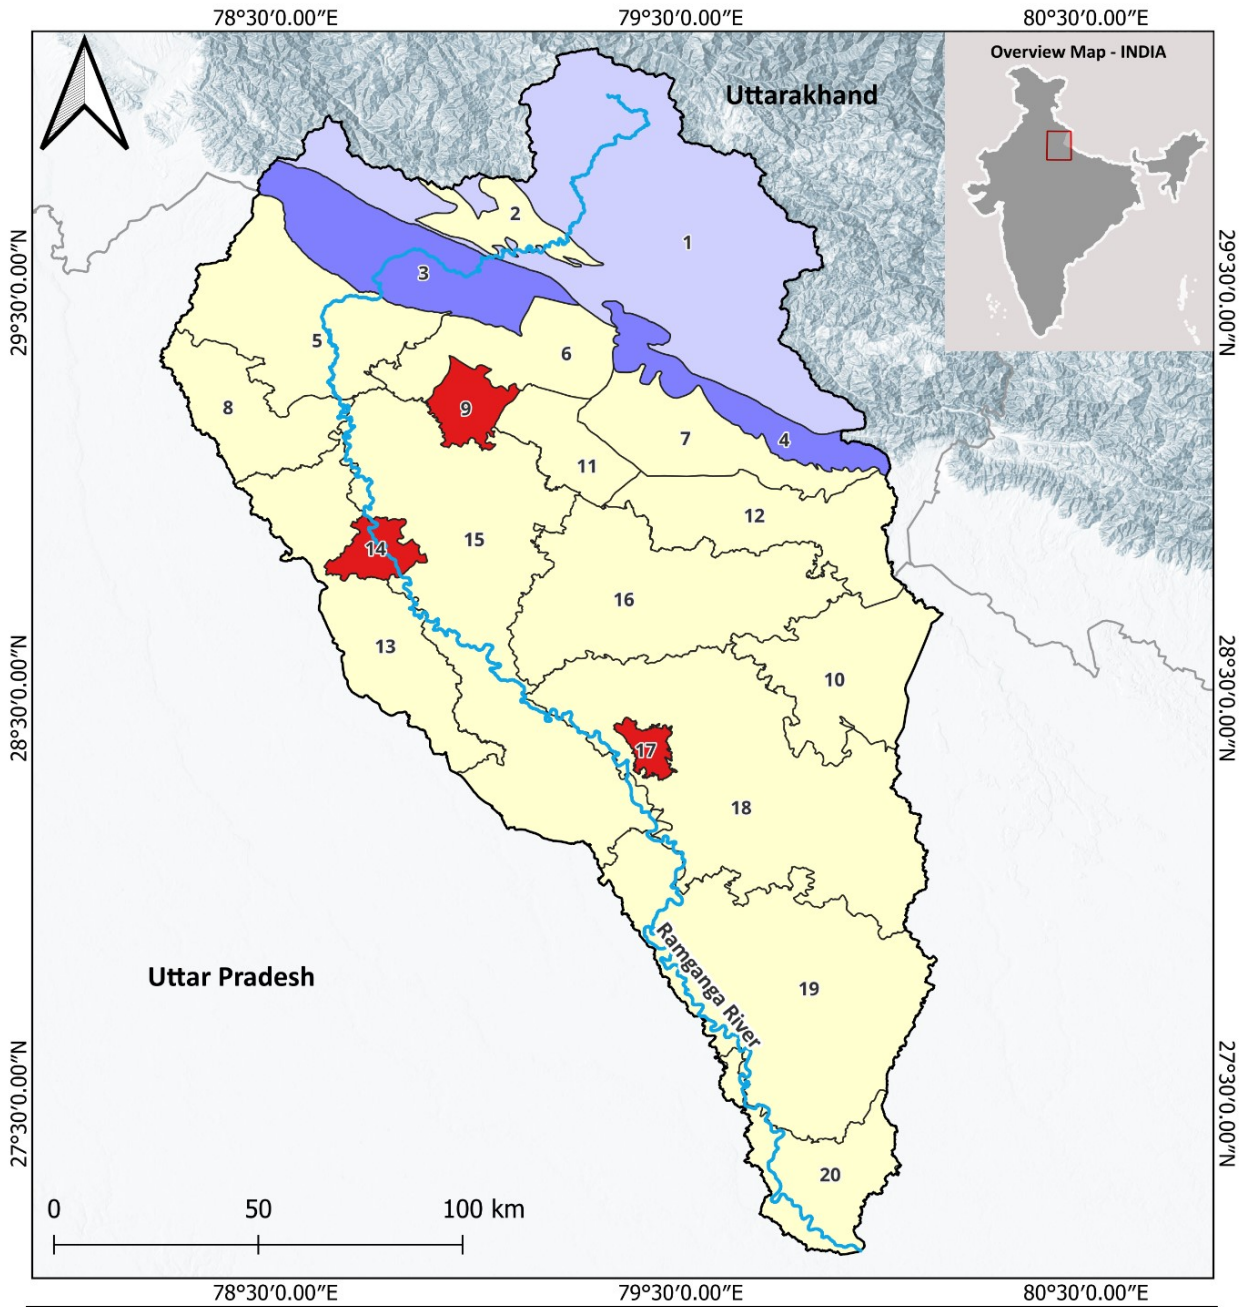 78°30′0.00″E 79°30′0.00″E 80°30′0.00″E
Overview Map - INDIA
Uttarakhand
2
1
29°30′0.00″N
29°30′0.00″N
3
5
6
8
9
7
4
11
12
14
15
16
13
10
28°30′0.00″N
28°30′0.00″N
17
18
Ramganga River
Uttar Pradesh
19
27°30′0.00″N
27°30′0.00″N
20
0 50 100 km
78°30′0.00″E 79°30′0.00″E 80°30′0.00″E